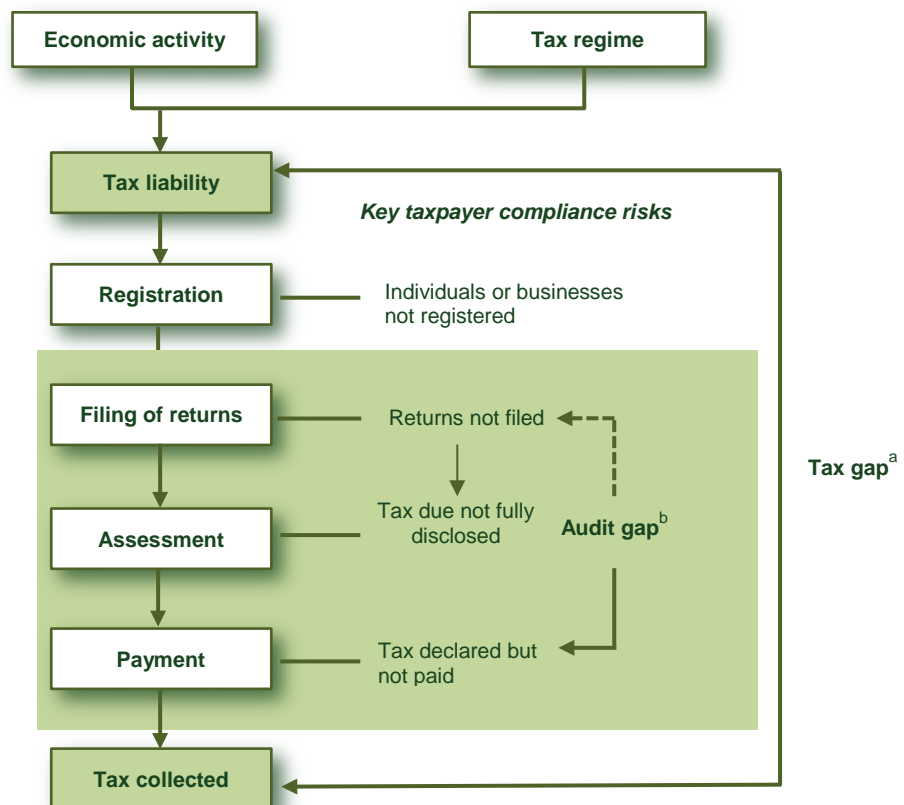 Economic activity
Tax regime
Tax liability
Key taxpayer compliance risks
Registration
Individuals or businesses
not registered
Filing of returns
Returns not filed
Tax gap^a
Assessment
Tax due not fully
disclosed
Audit gap^b
Payment
Tax declared but
not paid
Tax collected